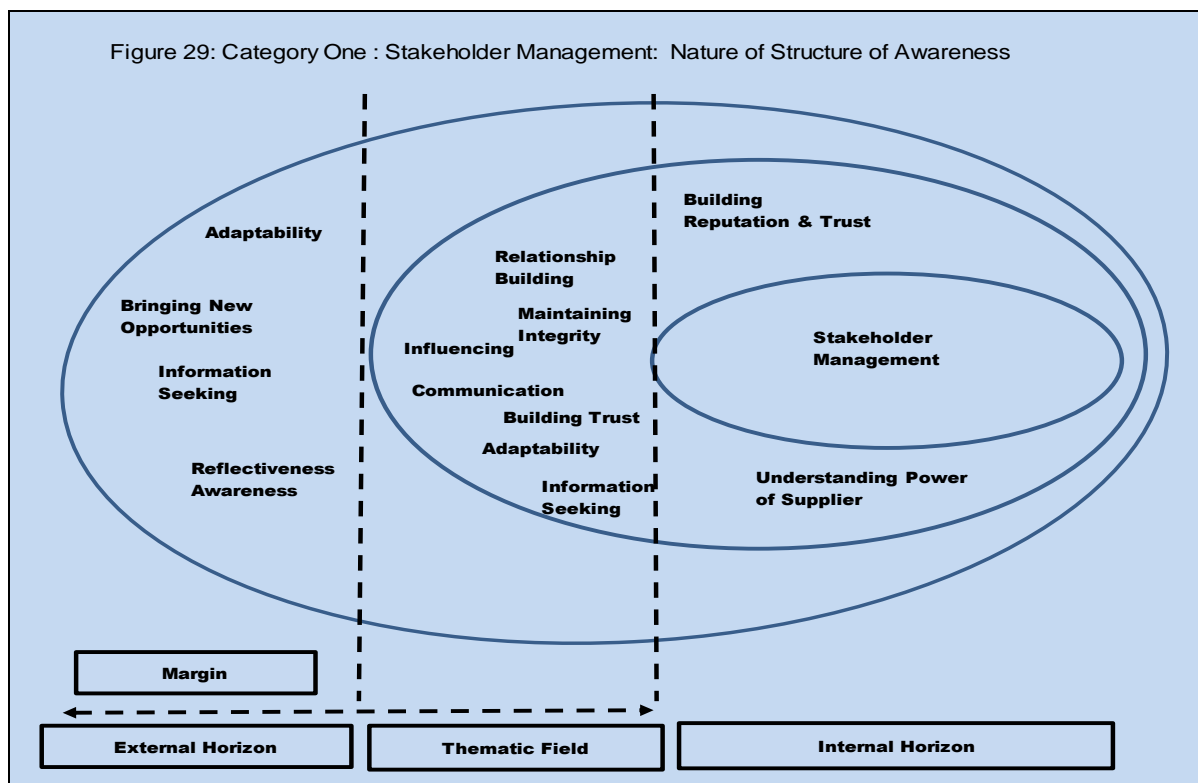 Figure 29: Category One : Stakeholder Management: Nature of Structure of Awareness
Adaptability
Bringing New
Opportunities
Information
Seeking
Reflectiveness
Awareness
Relationship
Building
Maintaining
Integrity
Influencing
Communication
Building Trust
Adaptability
Information
Seeking
Building
Reputation & Trust
Stakeholder
Management
Understanding Power
of Supplier
Margin
External Horizon
Thematic Field
Internal Horizon